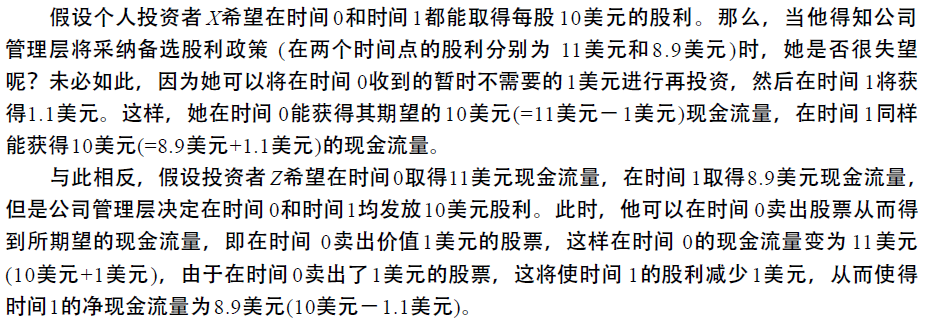 假设个人投资者X希望在时间0和时间1都能取得每股10美元的股利。那么，当他得知公司
管理层将采纳备选股利政策 (在两个时间点的股利分别为 11美元和8.9美元)时，她是否很失望
呢？未必如此，因为她可以将在时间 0收到的暂时不需要的1美元进行再投资，然后在时间 1将获
得1.1美元。这样，她在时间 0能获得其期望的10美元(=11美元－1美元)现金流量，在时间 1同样
能获得10美元(=8.9美元+1.1美元)的现金流量。
与此相反，假设投资者Z希望在时间0取得11美元现金流量，在时间 1取得8.9美元现金流量，
但是公司管理层决定在时间 0和时间1均发放10美元股利。此时，他可以在时间 0卖出股票从而得
到所期望的现金流量，即在时间 0卖出价值1美元的股票，这样在时间 0的现金流量变为 11美元
(10美元+1美元)，由于在时间0卖出了1美元的股票，这将使时间 1的股利减少1美元，从而使得
时间1的净现金流量为8.9美元(10美元－1.1美元)。